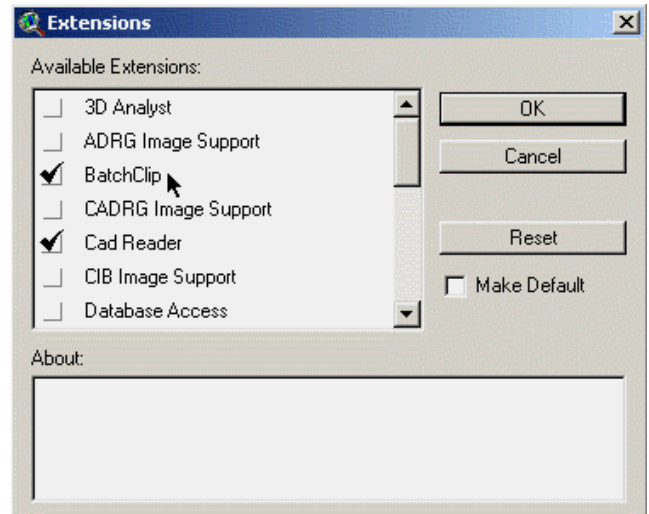 Extensions
Available Extensions:
3D Analyst
ADRG Image Support
BatchClip
CADRG Image Support
Cad Reader
CIB Image Support
Database Access
OK
Cancel
Reset
Make Default
About: